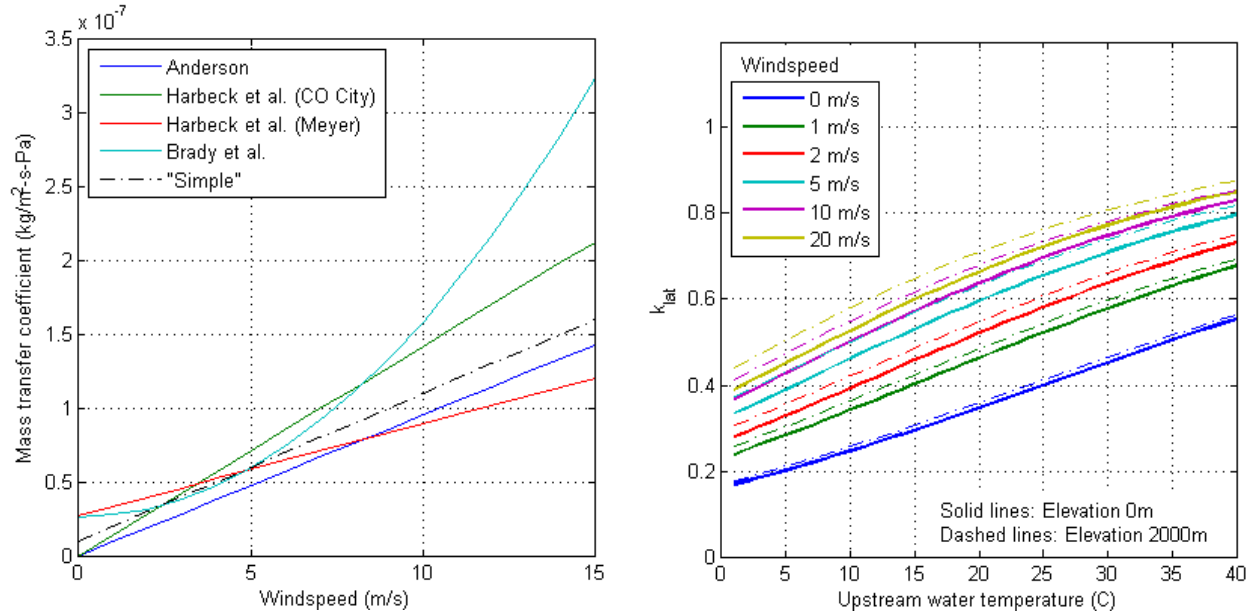 x 10⁻⁷
3.5
3
2.5
2
1.5
1
0.5
0
Mass transfer coefficient (kg/m²-s-Pa)
Anderson
Harbeck et al. (CO City)
Harbeck et al. (Meyer)
Brady et al.
"Simple"
0 5 10 15
Windspeed (m/s)
1
0.8
0.6
0.4
0.2
0
k_lat
Windspeed
0 m/s
1 m/s
2 m/s
5 m/s
10 m/s
20 m/s
Solid lines: Elevation 0m
Dashed lines: Elevation 2000m
0 5 10 15 20 25 30 35 40
Upstream water temperature (C)